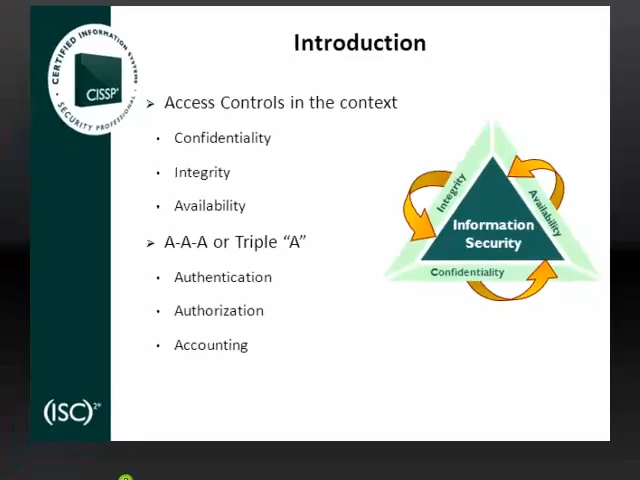 Introduction
CERTIFIED INFORMATION SYSTEMS
SECURITY PROFESSIONAL
CISSP®
➢ Access Controls in the context
• Confidentiality
• Integrity
• Availability
➢ A-A-A or Triple “A”
• Authentication
• Authorization
• Accounting
Integrity
Availability
Information
Security
Confidentiality
(ISC)²®